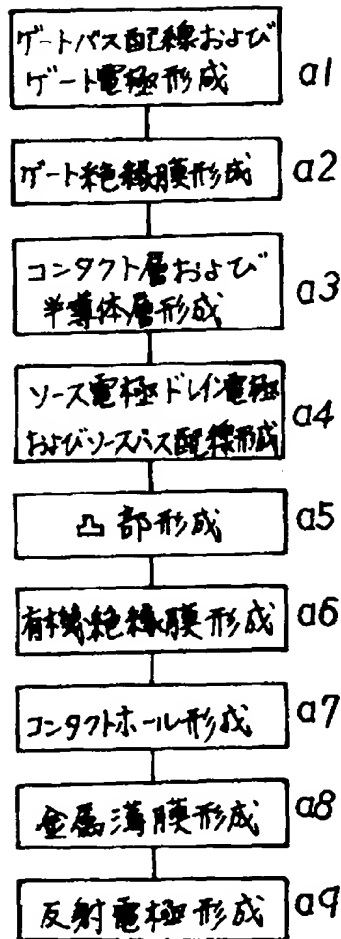 ゲートバス配線および
ゲート電極形成
a1
ゲート絶縁膜形成
a2
コンタクト層および
半導体層形成
a3
ソース電極ドレイン電極
およびソースバス配線形成
a4
凸部形成
a5
有機絶縁膜形成
a6
コンタクトホール形成
a7
金属薄膜形成
a8
反射電極形成
a9